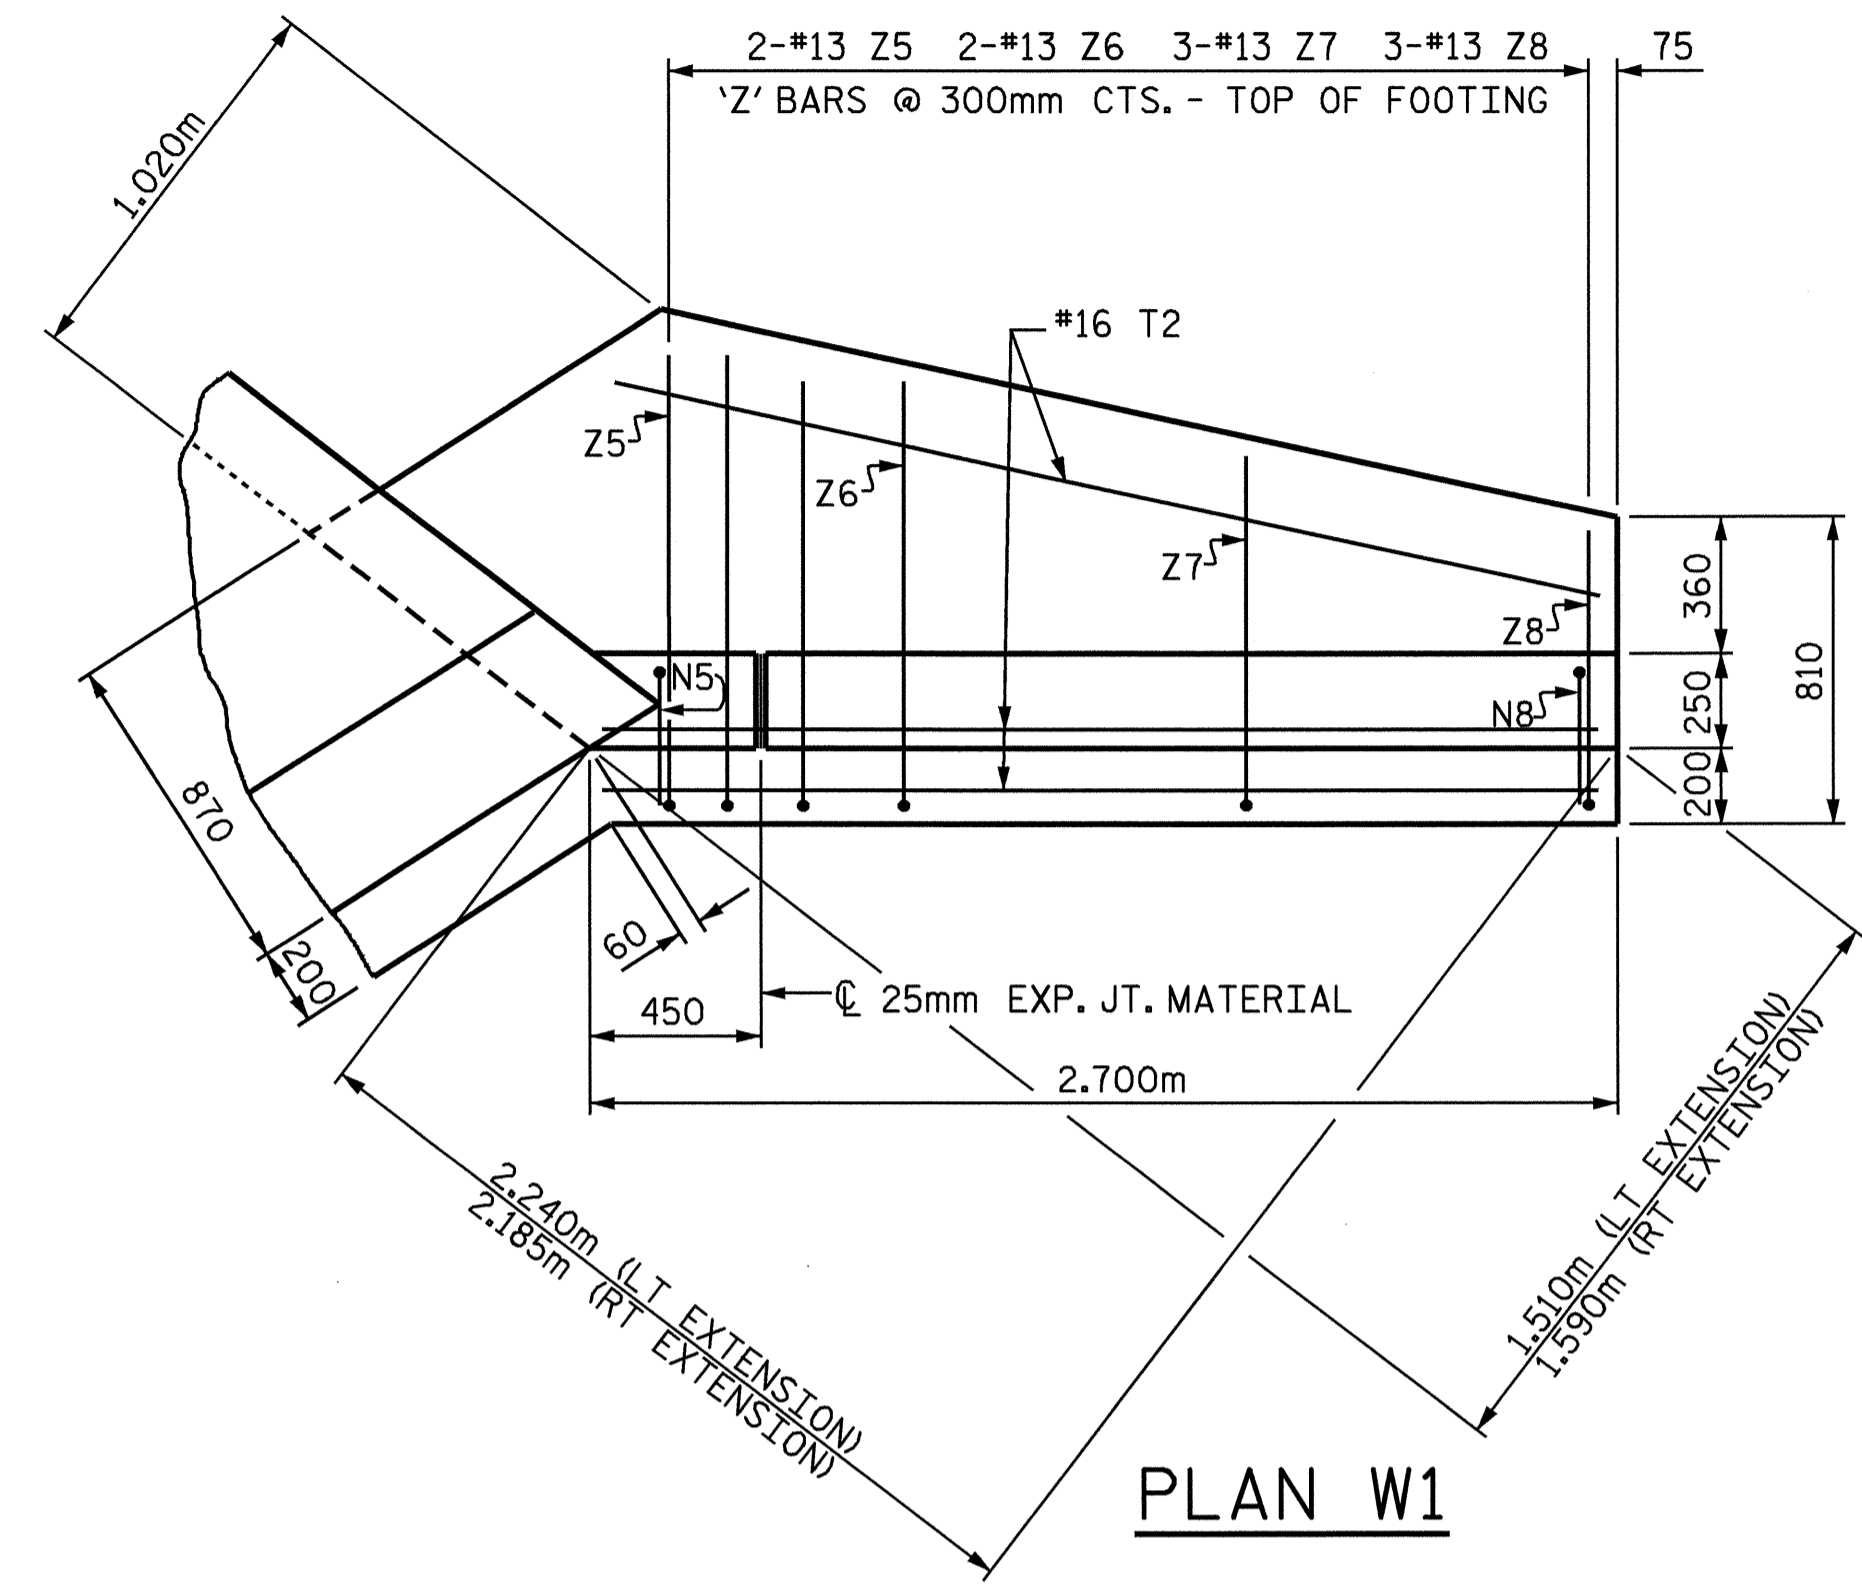 2-#13 Z5 2-#13 Z6 3-#13 Z7 3-#13 Z8
75
'Z' BARS @ 300mm CTS. - TOP OF FOOTING
1.020m
#16 T2
Z5
Z6
Z7
Z8
N5
N8
360
250
200
810
870
200
60
450
℄ 25mm EXP. JT. MATERIAL
2.700m
2.240m (LT EXTENSION)
2.185m (RT EXTENSION)
1.510m (LT EXTENSION)
1.590m (RT EXTENSION)
PLAN W1